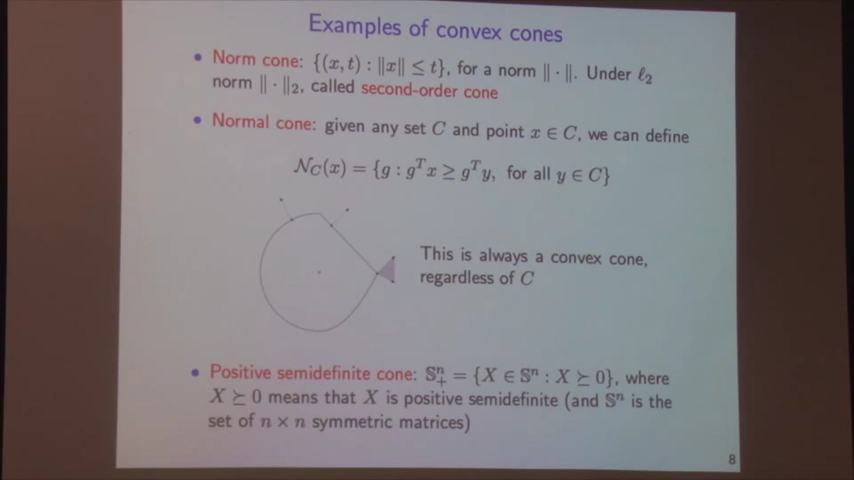 Examples of convex cones
• Norm cone: {(x, t) : ‖x‖ ≤ t}, for a norm ‖ · ‖. Under ℓ₂
norm ‖ · ‖₂, called second-order cone
• Normal cone: given any set C and point x ∈ C, we can define
𝒩_C(x) = {g : gᵀx ≥ gᵀy, for all y ∈ C}
This is always a convex cone,
regardless of C
• Positive semidefinite cone: 𝕊ⁿ₊ = {X ∈ 𝕊ⁿ : X ⪰ 0}, where
X ⪰ 0 means that X is positive semidefinite (and 𝕊ⁿ is the
set of n × n symmetric matrices)
8